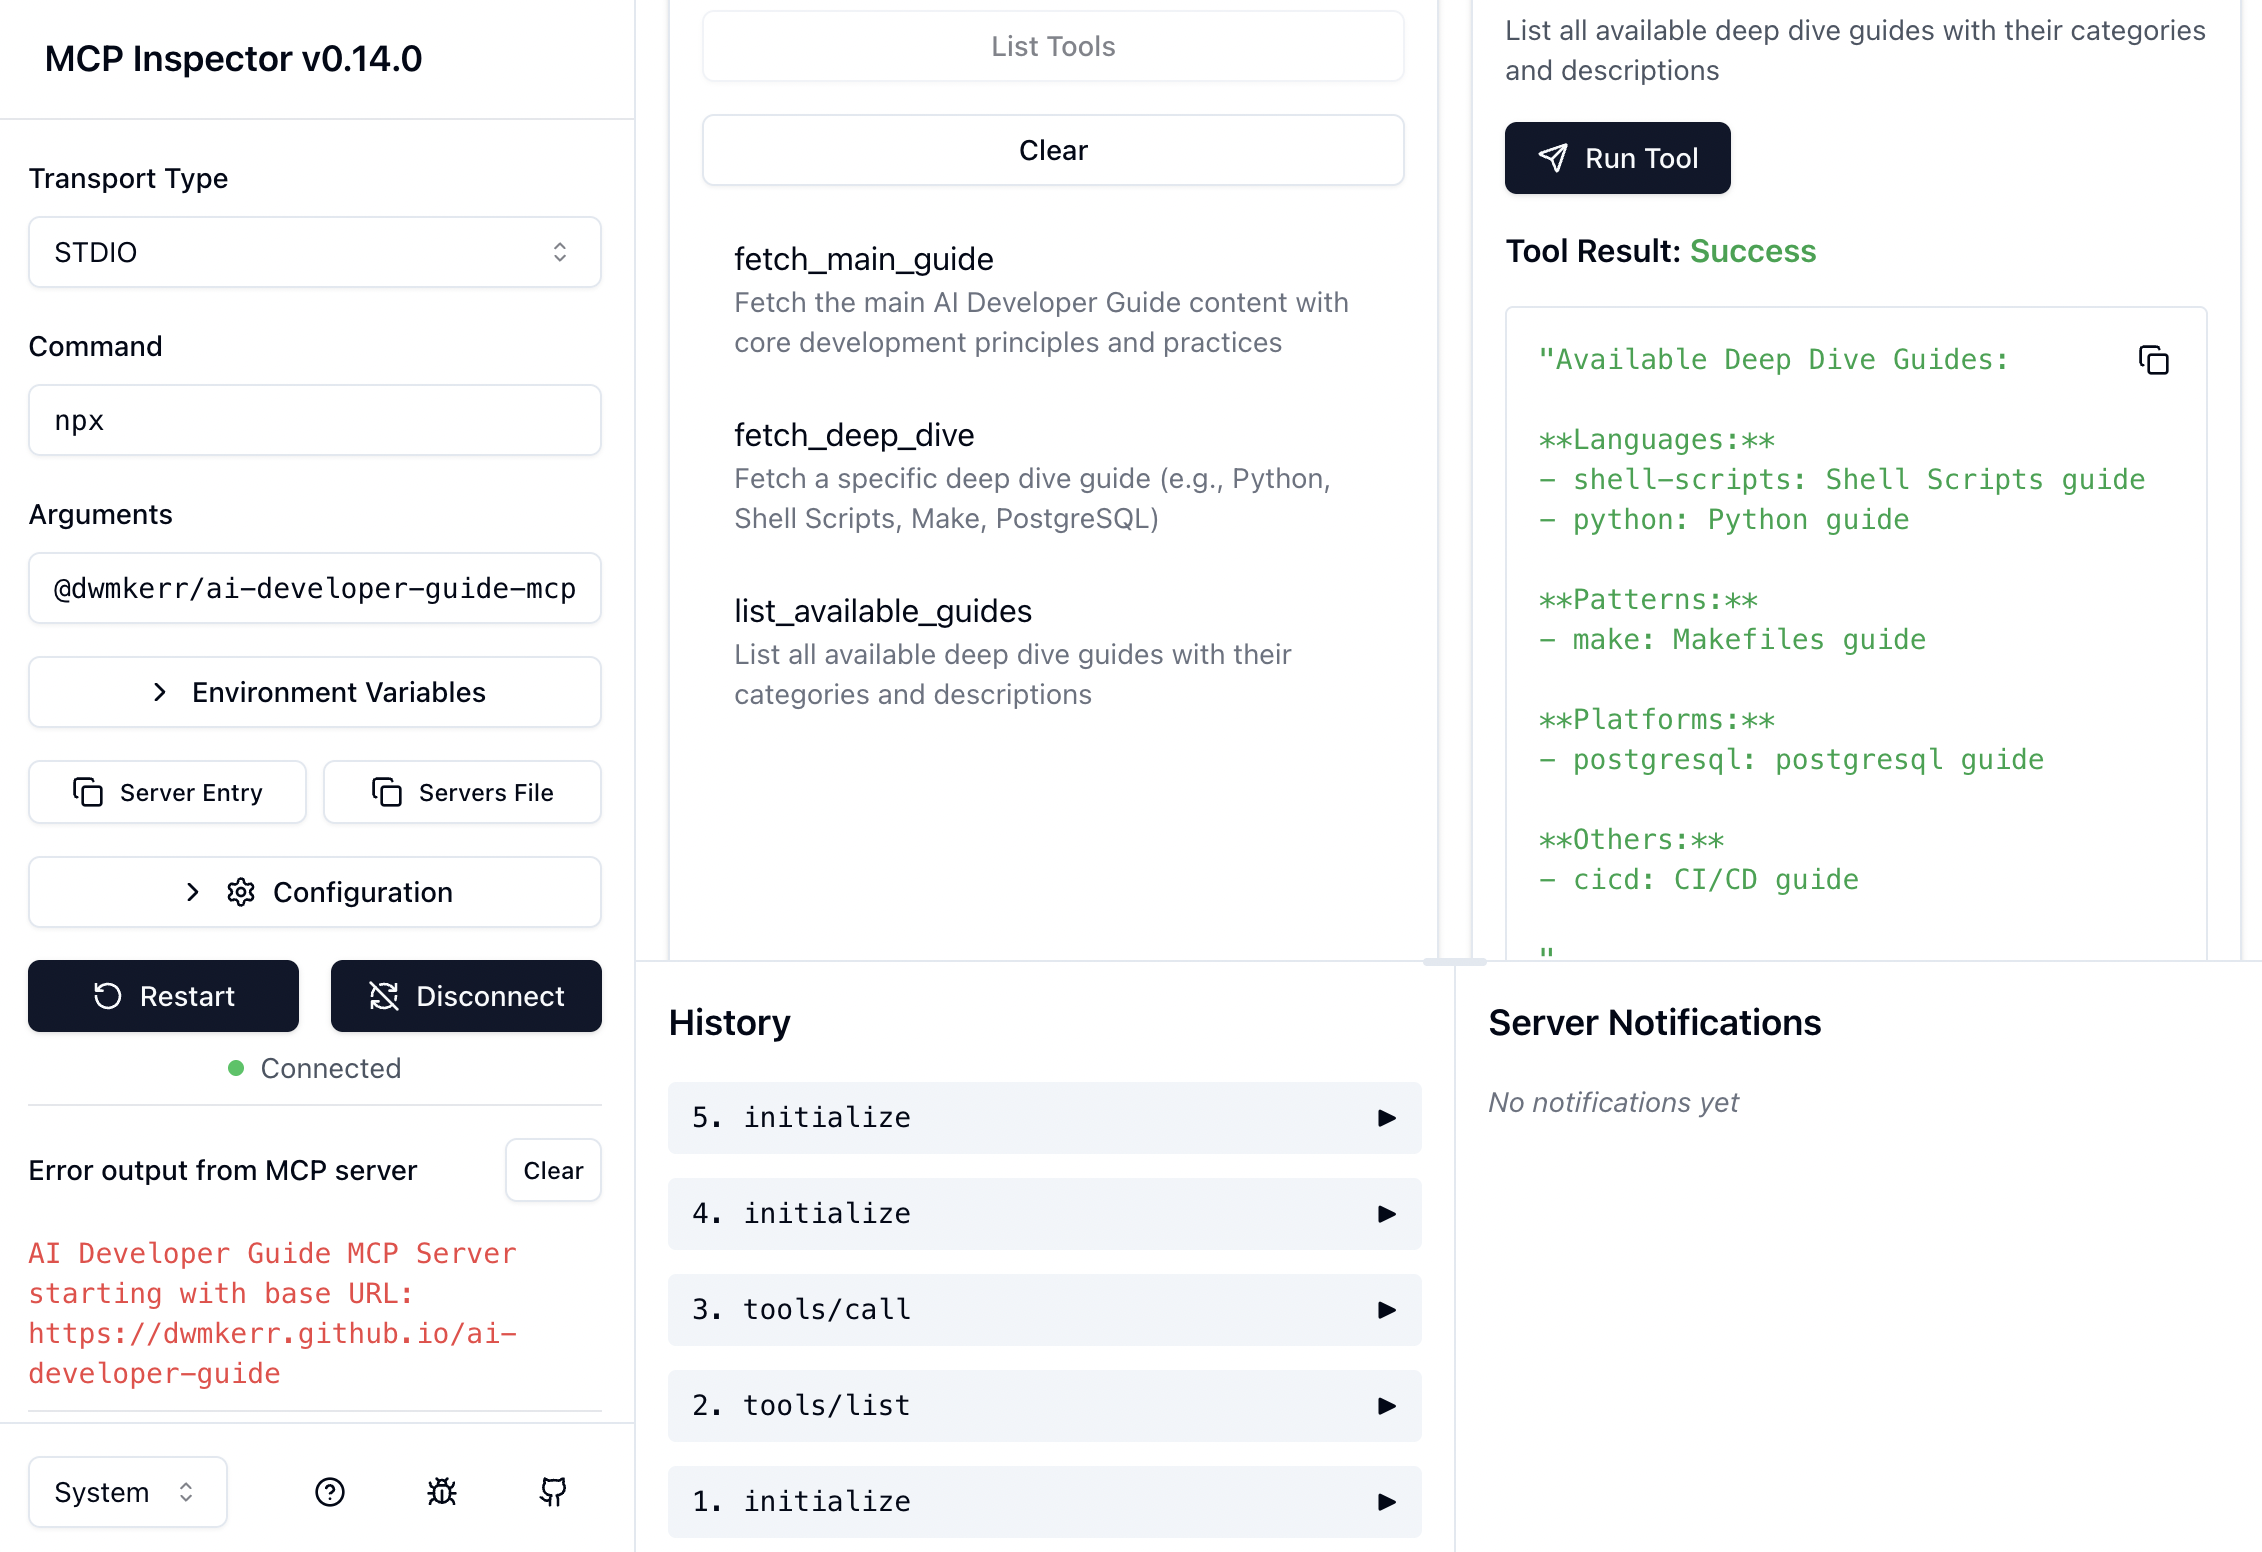 MCP Inspector v0.14.0
Transport Type
STDIO
Command
npx
Arguments
@dwmkerr/ai-developer-guide-mcp
Environment Variables
Server Entry
Servers File
Configuration
Restart
Disconnect
Connected
Error output from MCP server
Clear
AI Developer Guide MCP Server
starting with base URL:
https://dwmkerr.github.io/ai-
developer-guide
System
List Tools
Clear
fetch_main_guide
Fetch the main AI Developer Guide content with
core development principles and practices
fetch_deep_dive
Fetch a specific deep dive guide (e.g., Python,
Shell Scripts, Make, PostgreSQL)
list_available_guides
List all available deep dive guides with their
categories and descriptions
List all available deep dive guides with their categories
and descriptions
Run Tool
Tool Result: Success
"Available Deep Dive Guides:
**Languages:**
- shell-scripts: Shell Scripts guide
- python: Python guide
**Patterns:**
- make: Makefiles guide
**Platforms:**
- postgresql: postgresql guide
**Others:**
- cicd: CI/CD guide
"
History
5. initialize
4. initialize
3. tools/call
2. tools/list
1. initialize
Server Notifications
No notifications yet